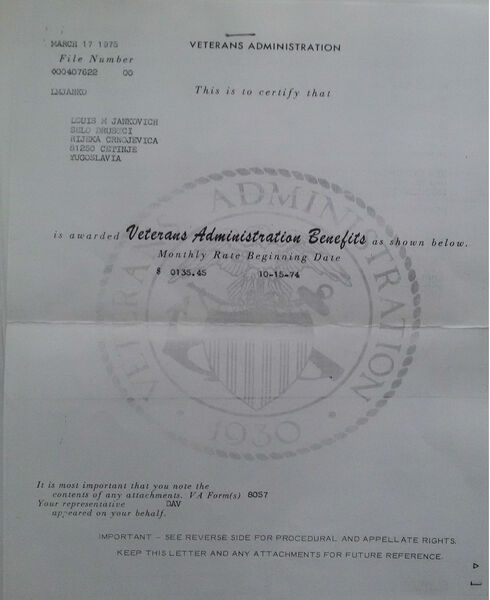 MARCH 17 1975
VETERANS ADMINISTRATION
File Number
000407622 00
LMJANKO
This is to certify that
LOUIS M JANKOVICH
SELO DRUSICI
RIJEKA CRNOJEVICA
81250 CETINJE
YUGOSLAVIA
is awarded Veterans Administration Benefits as shown below.
Monthly Rate Beginning Date
$ 0135.45 10-15-74
VETERANS ADMINISTRATION
1930
It is most important that you note the
contents of any attachments. VA Form(s) 8057
Your representative DAV
appeared on your behalf.
IMPORTANT - SEE REVERSE SIDE FOR PROCEDURAL AND APPELLATE RIGHTS.
KEEP THIS LETTER AND ANY ATTACHMENTS FOR FUTURE REFERENCE.